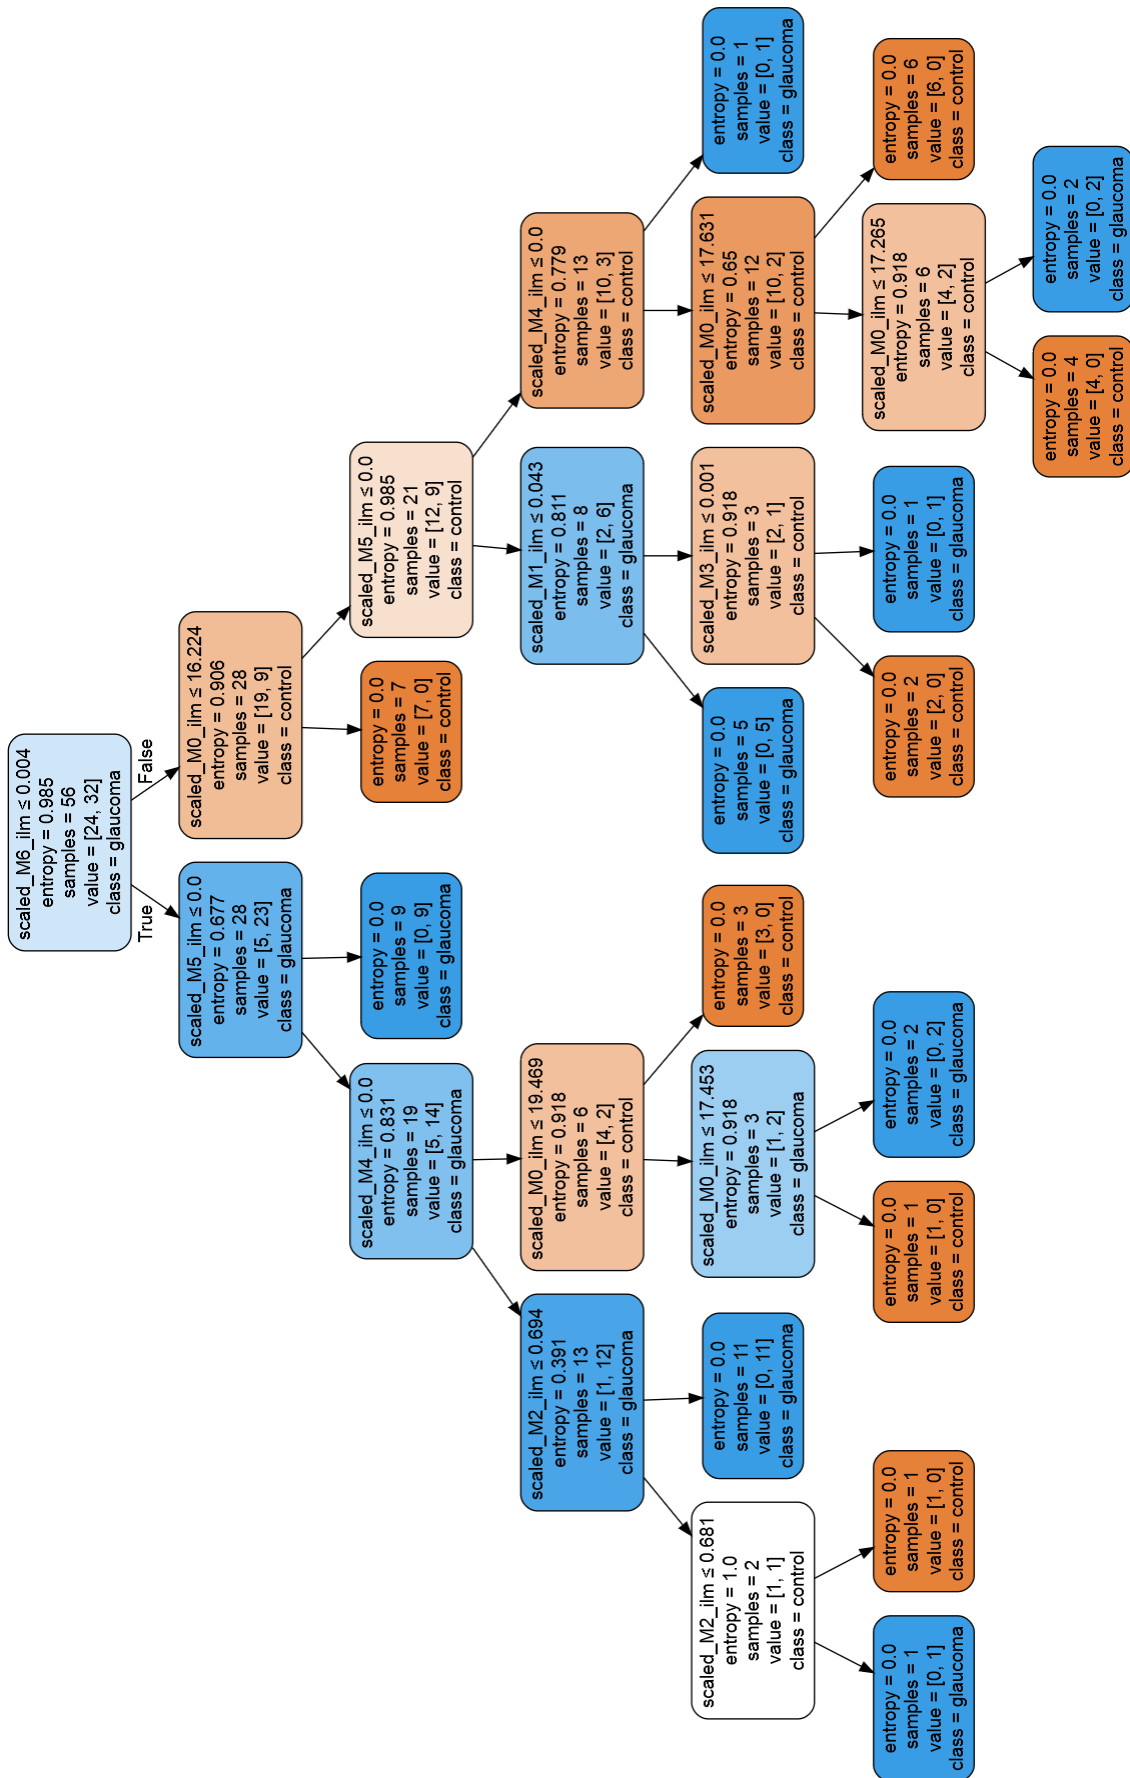 scaled_M6_ilm ≤ 0.004
entropy = 0.985
samples = 56
value = [24, 32]
class = glaucoma
True
False
scaled_M5_ilm ≤ 0.0
entropy = 0.677
samples = 28
value = [5, 23]
class = glaucoma
scaled_M0_ilm ≤ 16.224
entropy = 0.906
samples = 28
value = [19, 9]
class = control
scaled_M4_ilm ≤ 0.0
entropy = 0.831
samples = 19
value = [5, 14]
class = glaucoma
entropy = 0.0
samples = 9
value = [0, 9]
class = glaucoma
entropy = 0.0
samples = 7
value = [7, 0]
class = control
scaled_M5_ilm ≤ 0.0
entropy = 0.985
samples = 21
value = [12, 9]
class = control
scaled_M2_ilm ≤ 0.694
entropy = 0.391
samples = 13
value = [1, 12]
class = glaucoma
scaled_M0_ilm ≤ 19.469
entropy = 0.918
samples = 6
value = [4, 2]
class = control
scaled_M1_ilm ≤ 0.043
entropy = 0.811
samples = 8
value = [2, 6]
class = glaucoma
scaled_M4_ilm ≤ 0.0
entropy = 0.779
samples = 13
value = [10, 3]
class = control
scaled_M2_ilm ≤ 0.681
entropy = 1.0
samples = 2
value = [1, 1]
class = control
entropy = 0.0
samples = 11
value = [0, 11]
class = glaucoma
scaled_M0_ilm ≤ 17.453
entropy = 0.918
samples = 3
value = [1, 2]
class = glaucoma
entropy = 0.0
samples = 3
value = [3, 0]
class = control
entropy = 0.0
samples = 5
value = [0, 5]
class = glaucoma
scaled_M3_ilm ≤ 0.001
entropy = 0.918
samples = 3
value = [2, 1]
class = control
scaled_M0_ilm ≤ 17.631
entropy = 0.65
samples = 12
value = [10, 2]
class = control
entropy = 0.0
samples = 1
value = [0, 1]
class = glaucoma
entropy = 0.0
samples = 1
value = [0, 1]
class = glaucoma
entropy = 0.0
samples = 1
value = [1, 0]
class = control
entropy = 0.0
samples = 1
value = [1, 0]
class = control
entropy = 0.0
samples = 2
value = [0, 2]
class = glaucoma
entropy = 0.0
samples = 2
value = [2, 0]
class = control
entropy = 0.0
samples = 1
value = [0, 1]
class = glaucoma
scaled_M0_ilm ≤ 17.265
entropy = 0.918
samples = 6
value = [4, 2]
class = control
entropy = 0.0
samples = 6
value = [6, 0]
class = control
entropy = 0.0
samples = 4
value = [4, 0]
class = control
entropy = 0.0
samples = 2
value = [0, 2]
class = glaucoma